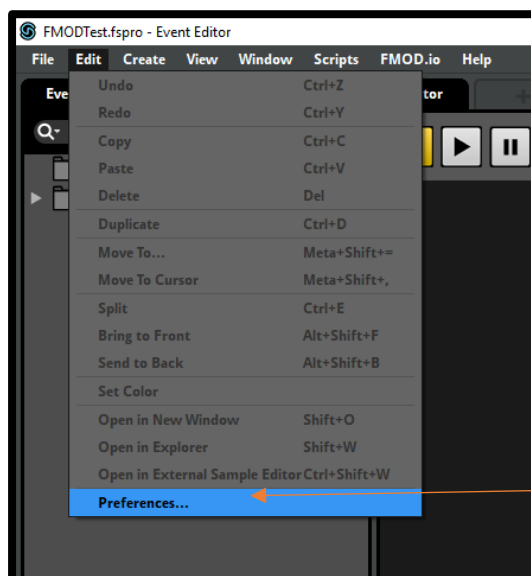 FMODTest.fspro - Event Editor
File Edit Create View Window Scripts FMOD.io Help
Eve tor
Undo Ctrl+Z
Redo Ctrl+Y
Copy Ctrl+C
Paste Ctrl+V
Delete Del
Duplicate Ctrl+D
Move To... Meta+Shift+=
Move To Cursor Meta+Shift+,
Split Ctrl+E
Bring to Front Alt+Shift+F
Send to Back Alt+Shift+B
Set Color
Open in New Window Shift+O
Open in Explorer Shift+W
Open in External Sample Editor Ctrl+Shift+W
Preferences...